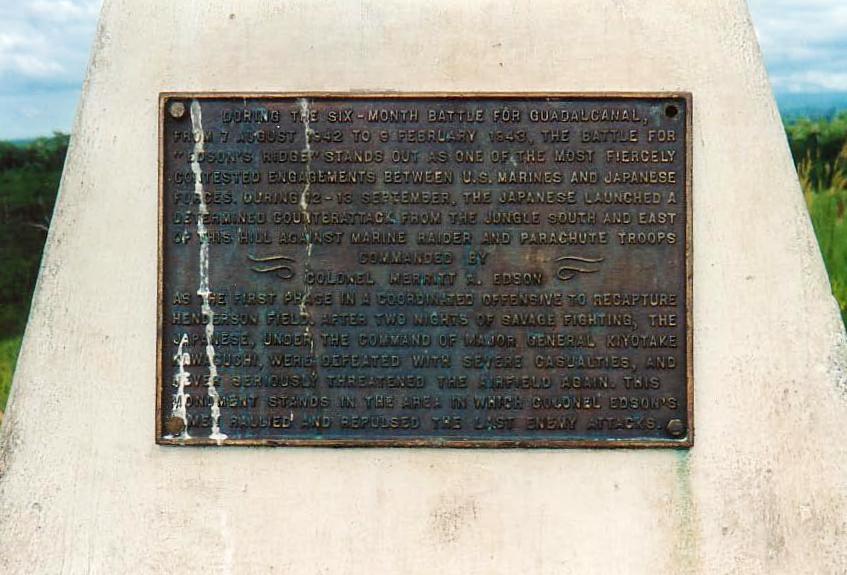 DURING THE SIX-MONTH BATTLE FOR GUADALCANAL,
FROM 7 AUGUST 1942 TO 9 FEBRUARY 1943, THE BATTLE FOR
"EDSON'S RIDGE" STANDS OUT AS ONE OF THE MOST FIERCELY
CONTESTED ENGAGEMENTS BETWEEN U.S. MARINES AND JAPANESE
FORCES. DURING 12-13 SEPTEMBER, THE JAPANESE LAUNCHED A
DETERMINED COUNTERATTACK FROM THE JUNGLE SOUTH AND EAST
OF THIS HILL AGAINST MARINE RAIDER AND PARACHUTE TROOPS
COMMANDED BY
COLONEL MERRITT A. EDSON
AS THE FIRST PHASE IN A COORDINATED OFFENSIVE TO RECAPTURE
HENDERSON FIELD. AFTER TWO NIGHTS OF SAVAGE FIGHTING, THE
JAPANESE, UNDER THE COMMAND OF MAJOR GENERAL KIYOTAKE
KAWAGUCHI, WERE DEFEATED WITH SEVERE CASUALTIES, AND
NEVER SERIOUSLY THREATENED THE AIRFIELD AGAIN. THIS
MONUMENT STANDS IN THE AREA IN WHICH COLONEL EDSON'S
MEN RALLIED AND REPULSED THE LAST ENEMY ATTACKS.